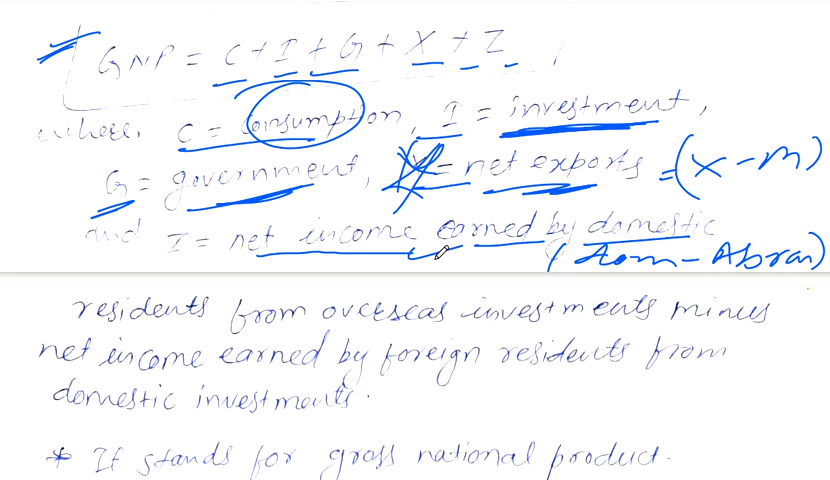 GNP = C + I + G + X + Z
where, C = Consumption, I = investment,
G = government, X = net exports = (X - m)
and Z = net income earned by domestic
(Dom - Abroad)
residents from overseas investments minus
net income earned by foreign residents from
domestic investments.
* It stands for gross national product.